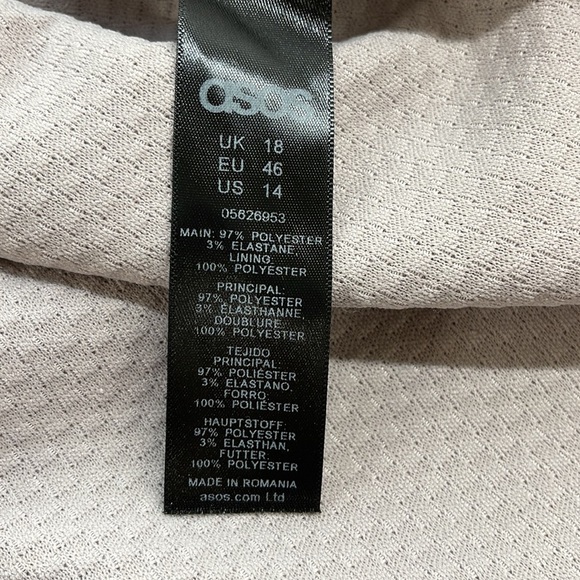 asos
UK 18
EU 46
US 14
05626953
MAIN: 97% POLYESTER
3% ELASTANE,
LINING:
100% POLYESTER
PRINCIPAL:
97% POLYESTER
3% ÉLASTHANNE,
DOUBLURE:
100% POLYESTER
TEJIDO
PRINCIPAL:
97% POLIÉSTER
3% ELASTANO,
FORRO:
100% POLIÉSTER
HAUPTSTOFF:
97% POLYESTER
3% ELASTHAN,
FUTTER:
100% POLYESTER
MADE IN ROMANIA
asos.com Ltd